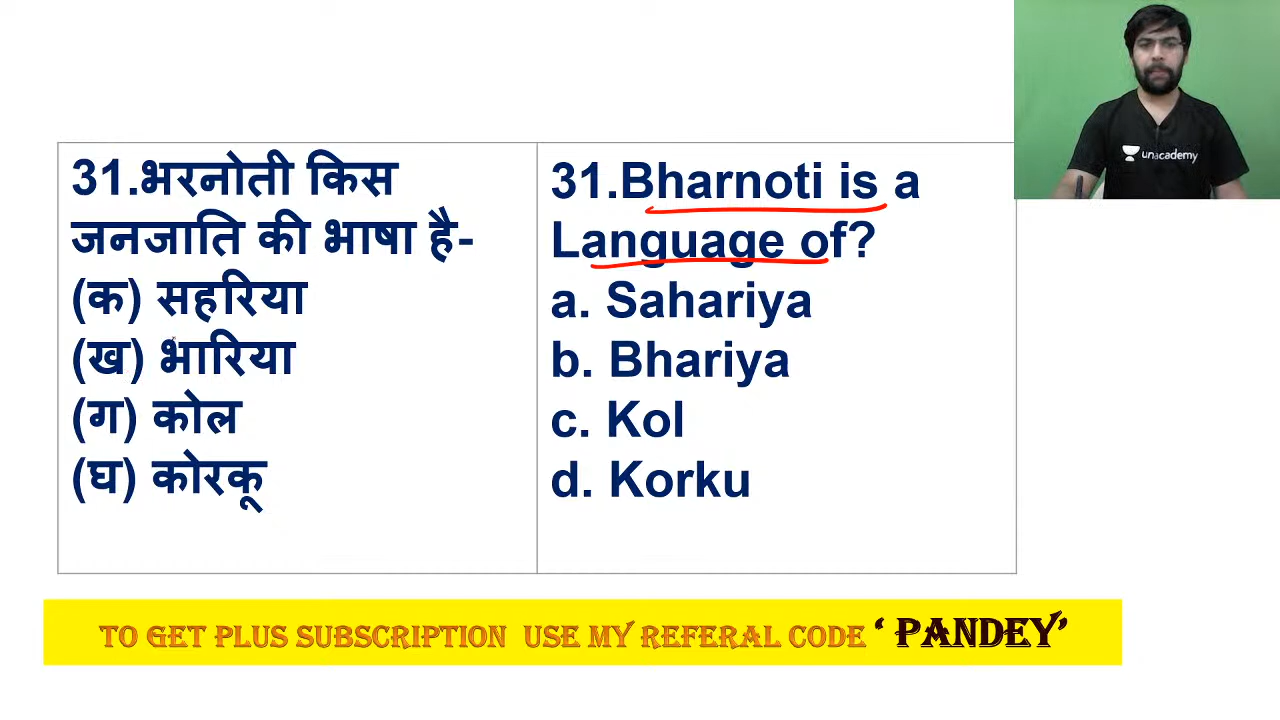 31.भरनोती किस
जनजाति की भाषा है-
(क) सहरिया
(ख) भारिया
(ग) कोल
(घ) कोरकू
31.Bharnoti is a
Language of?
a. Sahariya
b. Bhariya
c. Kol
d. Korku
unacademy
TO GET PLUS SUBSCRIPTION USE MY REFERAL CODE ‘ PANDEY’